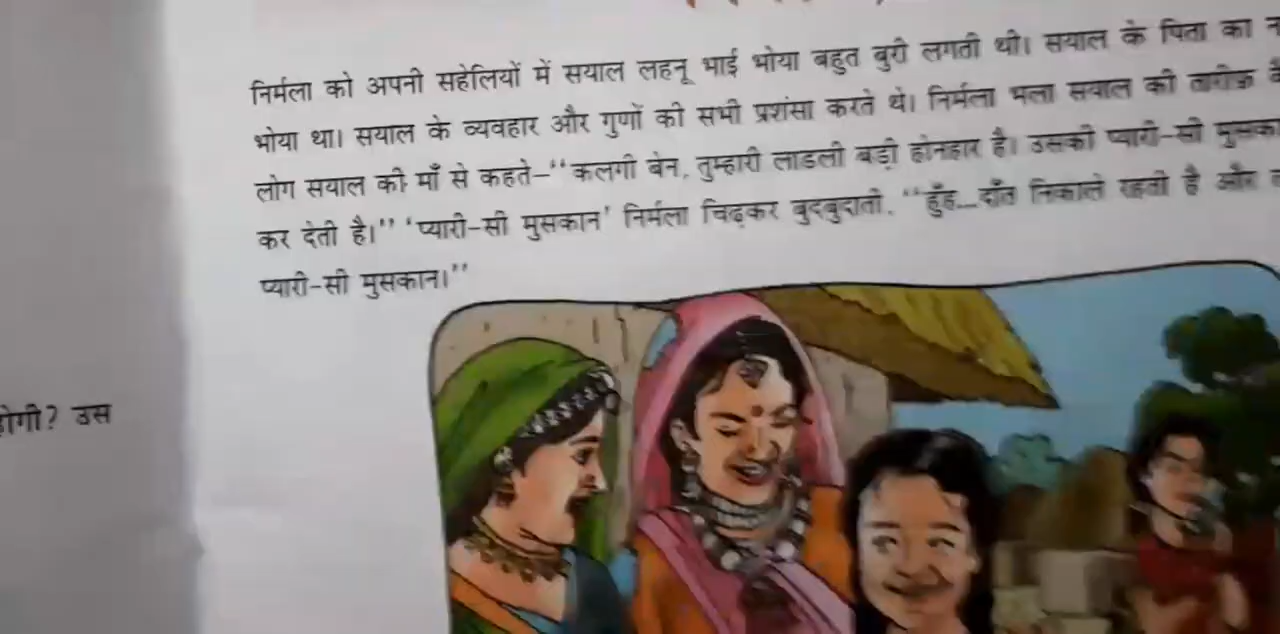 निर्मला को अपनी सहेलियों में सयाल लहनू भाई भोया बहुत बुरी लगती थी। सयाल के पिता का
भोया था। सयाल के व्यवहार और गुणों की सभी प्रशंसा करते थे। निर्मला भला सयाल की तारीफ़
लोग सयाल की माँ से कहते–“कलगी बेन, तुम्हारी लाडली बड़ी होनहार है। उसकी प्यारी-सी
कर देती है।” ‘प्यारी-सी मुसकान’ निर्मला चिढ़कर बुदबुदाती, “हुँह...दाँत निकाले रहती है और
प्यारी-सी मुसकान।”
उस